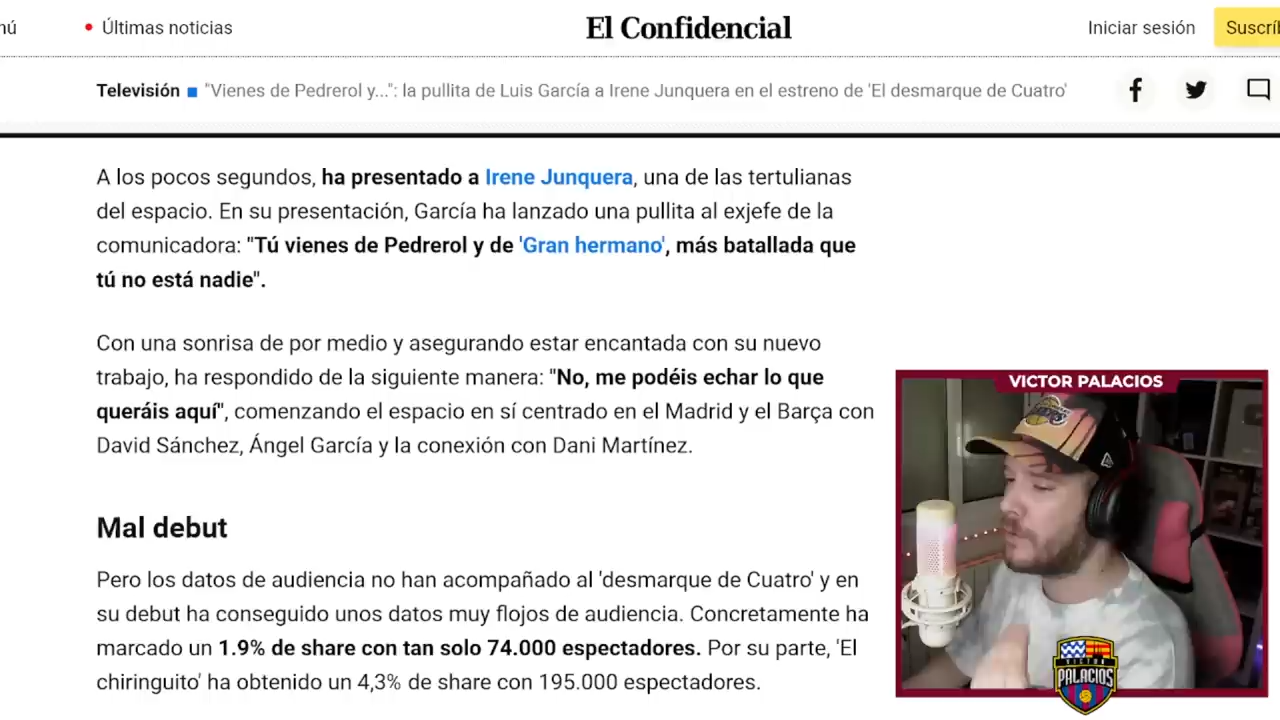 nú
Últimas noticias
El Confidencial
Iniciar sesión
Suscríb
Televisión "Vienes de Pedrerol y...": la pullita de Luis García a Irene Junquera en el estreno de 'El desmarque de Cuatro'
A los pocos segundos, ha presentado a Irene Junquera, una de las tertulianas
del espacio. En su presentación, García ha lanzado una pullita al exjefe de la
comunicadora: "Tú vienes de Pedrerol y de 'Gran hermano', más batallada que
tú no está nadie".
Con una sonrisa de por medio y asegurando estar encantada con su nuevo
trabajo, ha respondido de la siguiente manera: "No, me podéis echar lo que
queráis aquí", comenzando el espacio en sí centrado en el Madrid y el Barça con
David Sánchez, Ángel García y la conexión con Dani Martínez.
Mal debut
Pero los datos de audiencia no han acompañado al 'desmarque de Cuatro' y en
su debut ha conseguido unos datos muy flojos de audiencia. Concretamente ha
marcado un 1.9% de share con tan solo 74.000 espectadores. Por su parte, 'El
chiringuito' ha obtenido un 4,3% de share con 195.000 espectadores.
VICTOR PALACIOS
VICTOR
PALACIOS